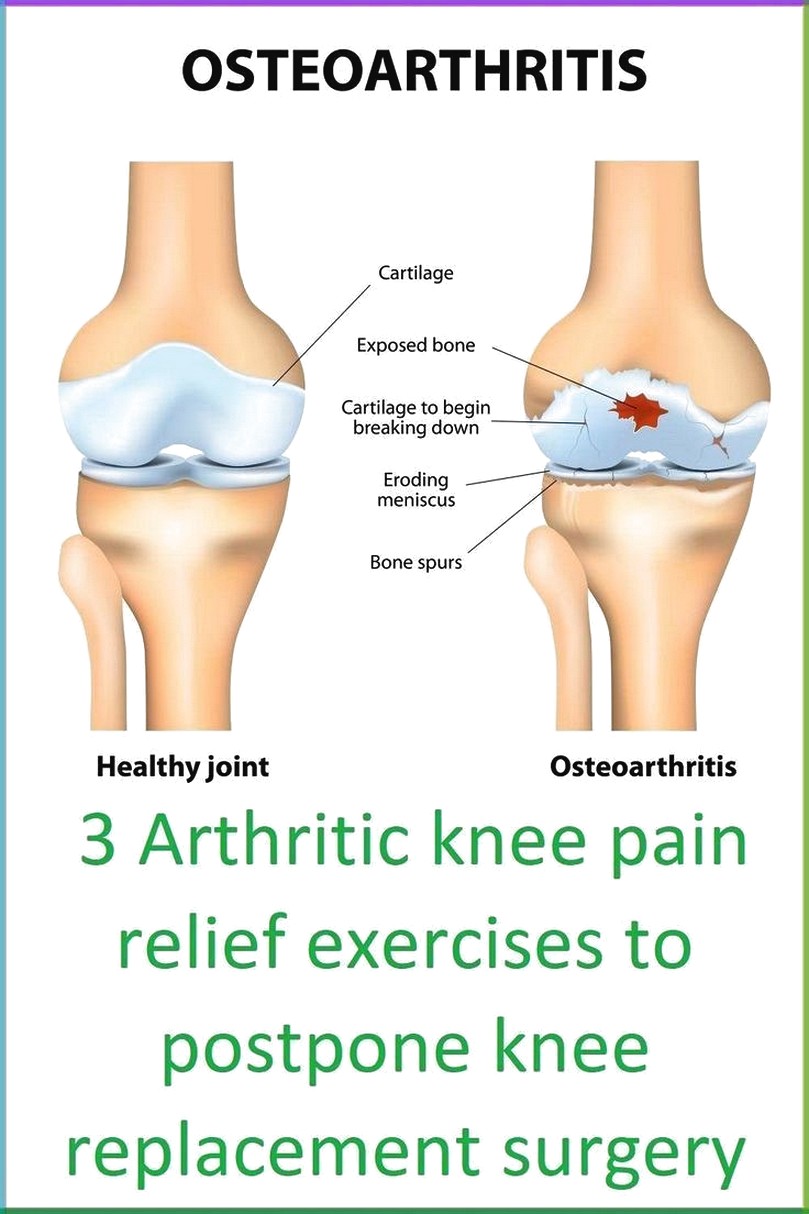 OSTEOARTHRITIS
Cartilage
Exposed bone
Cartilage to begin
breaking down
Eroding
meniscus
Bone spurs
Healthy joint
Osteoarthritis
3 Arthritic knee pain
relief exercises to
postpone knee
replacement surgery